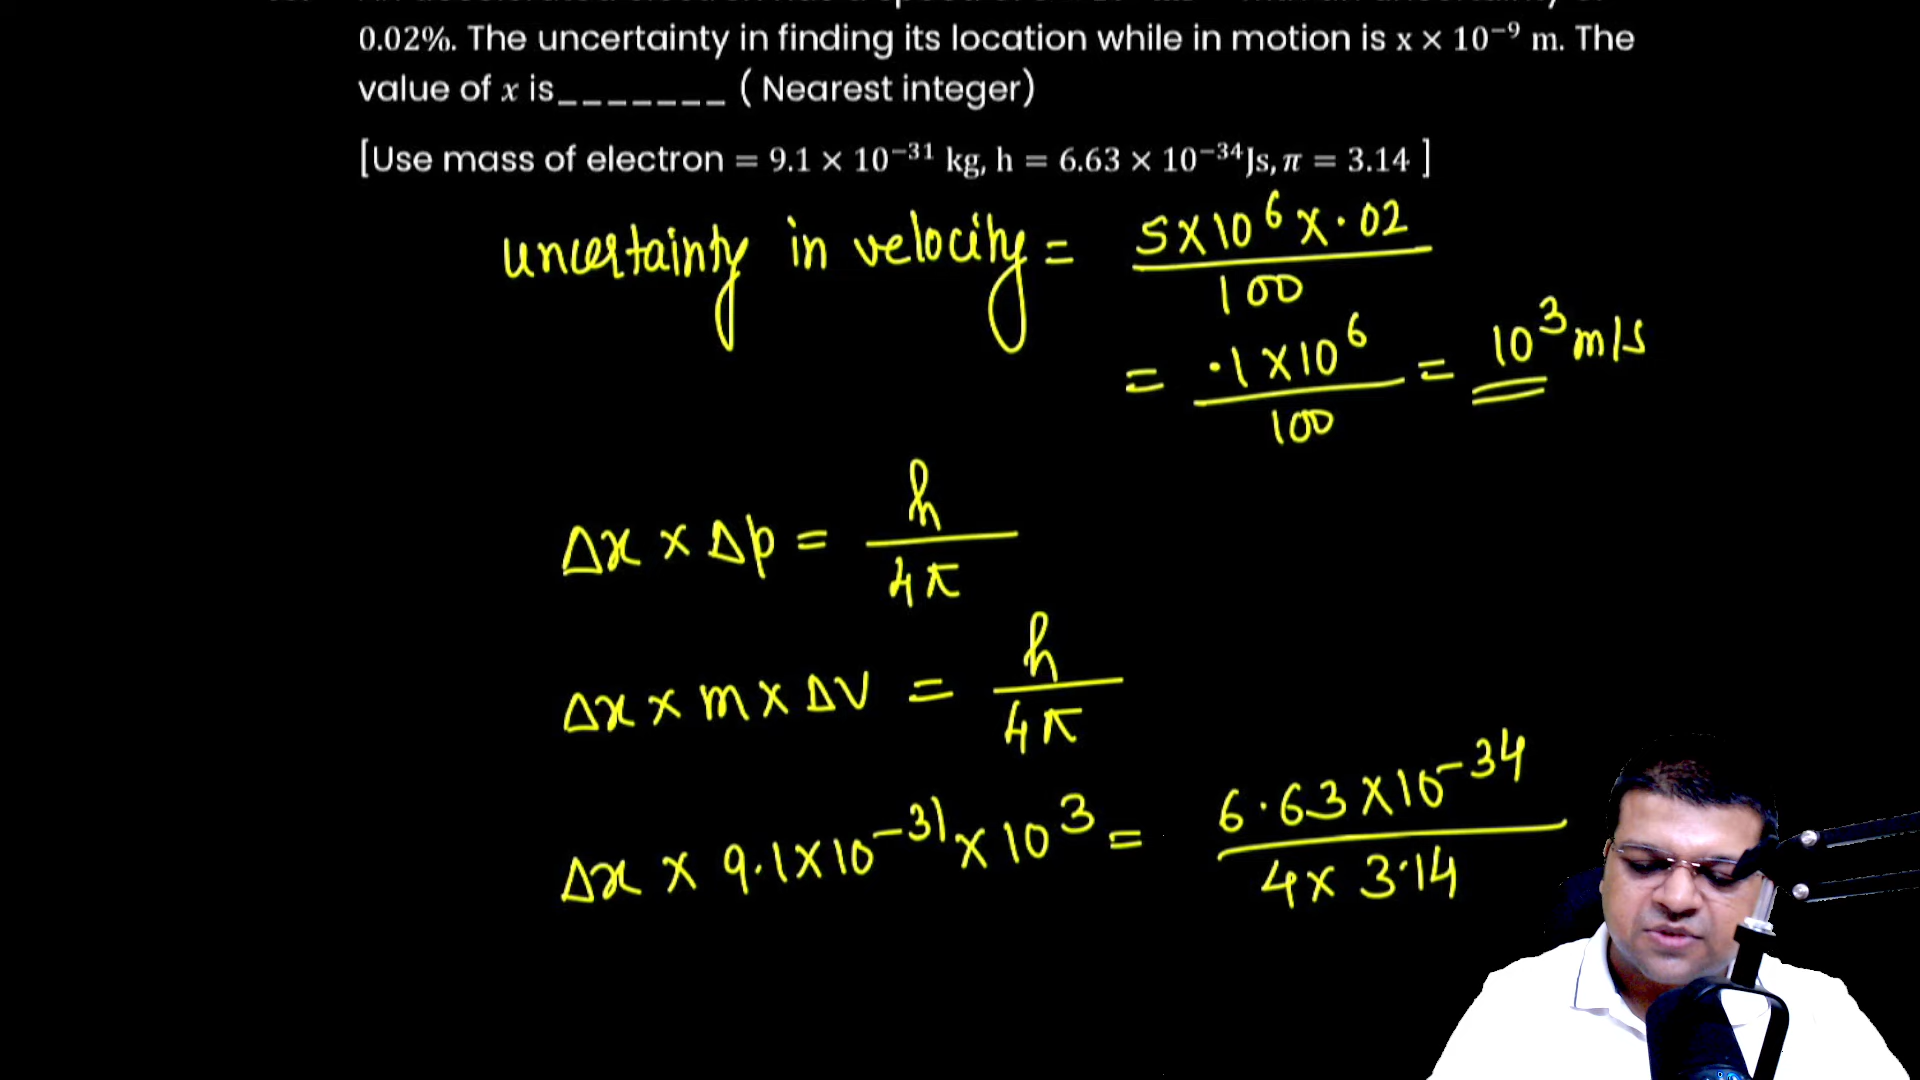 0.02%. The uncertainty in finding its location while in motion is x × 10⁻⁹ m. The
value of x is_______ ( Nearest integer)
[Use mass of electron = 9.1 × 10⁻³¹ kg, h = 6.63 × 10⁻³⁴Js, π = 3.14 ]
uncertainty in velocity = 5×10⁶×.02 / 100
= .1×10⁶ / 100 = 10³ m/s
Δx × Δp = h / 4π
Δx × m × Δv = h / 4π
Δx × 9.1×10⁻³¹ × 10³ = 6.63×10⁻³⁴ / 4× 3.14